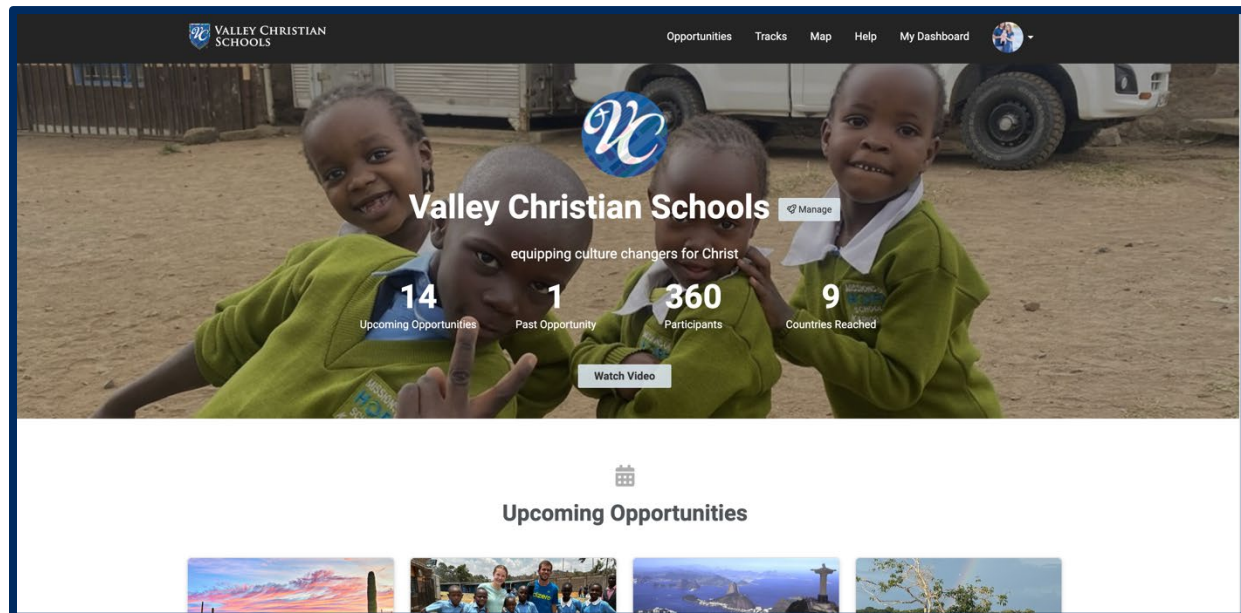 VALLEY CHRISTIAN
SCHOOLS
Opportunities Tracks Map Help My Dashboard
VC
Valley Christian Schools Manage
equipping culture changers for Christ
14 1 360 9
Upcoming Opportunities Past Opportunity Participants Countries Reached
Watch Video
Upcoming Opportunities